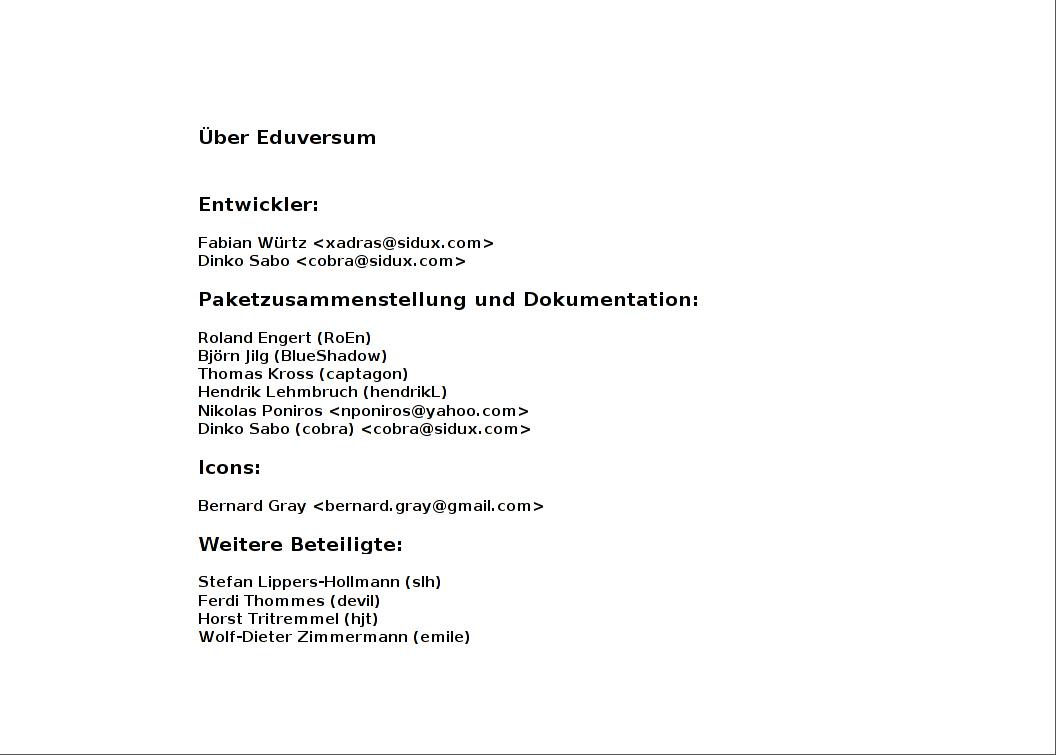 Über Eduversum
Entwickler:
Fabian Würtz <xadras@sidux.com>
Dinko Sabo <cobra@sidux.com>
Paketzusammenstellung und Dokumentation:
Roland Engert (RoEn)
Björn Jilg (BlueShadow)
Thomas Kross (captagon)
Hendrik Lehmbruch (hendrikL)
Nikolas Poniros <nponiros@yahoo.com>
Dinko Sabo (cobra) <cobra@sidux.com>
Icons:
Bernard Gray <bernard.gray@gmail.com>
Weitere Beteiligte:
Stefan Lippers-Hollmann (slh)
Ferdi Thommes (devil)
Horst Tritremmel (hjt)
Wolf-Dieter Zimmermann (emile)